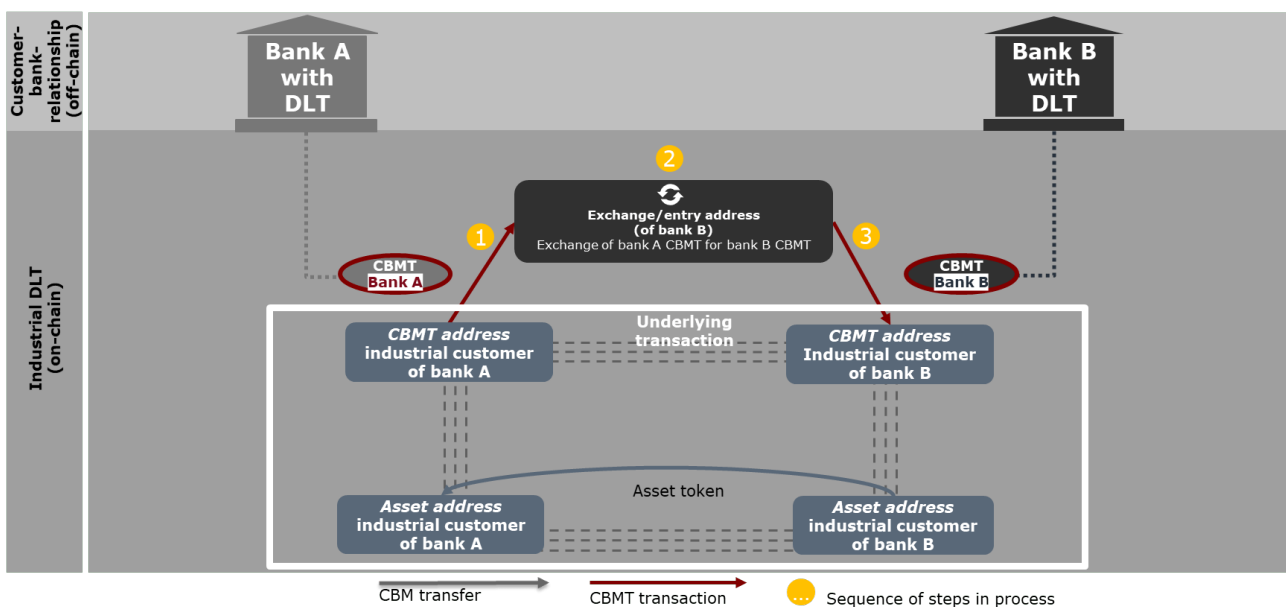 Customer-
bank-
relationship
(off-chain)
Bank A
with
DLT
Bank B
with
DLT
Industrial DLT
(on-chain)
2
Exchange/entry address
(of bank B)
Exchange of bank A CBMT for bank B CBMT
1
3
CBMT
Bank A
CBMT
Bank B
Underlying
transaction
CBMT address
industrial customer
of bank A
CBMT address
Industrial customer
of bank B
Asset token
Asset address
industrial customer
of bank A
Asset address
industrial customer
of bank B
CBM transfer
CBMT transaction
...
Sequence of steps in process